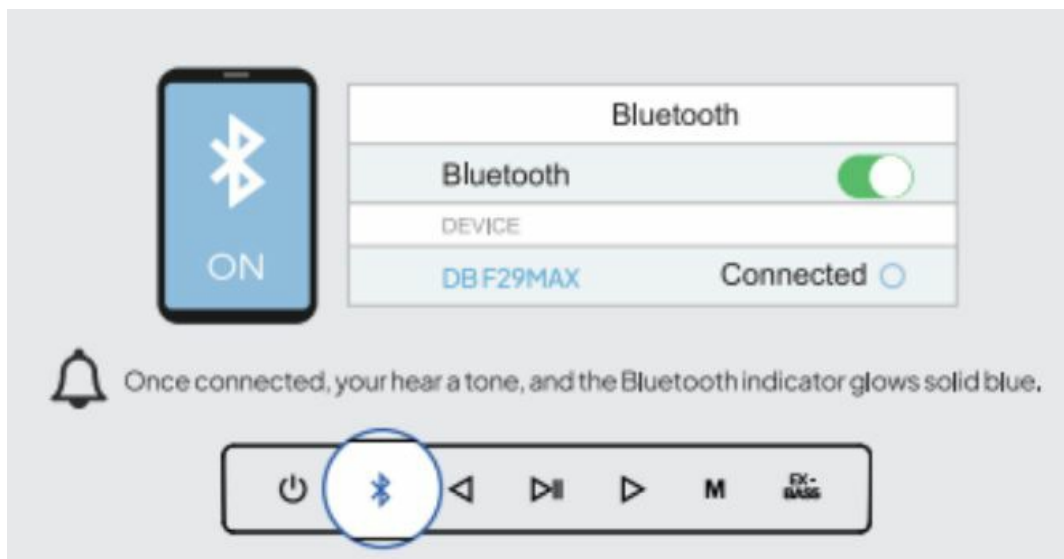 Bluetooth
Bluetooth
DEVICE
DB F29MAX Connected
ON
Once connected, your hear a tone, and the Bluetooth indicator glows solid blue.
M EX-BASS